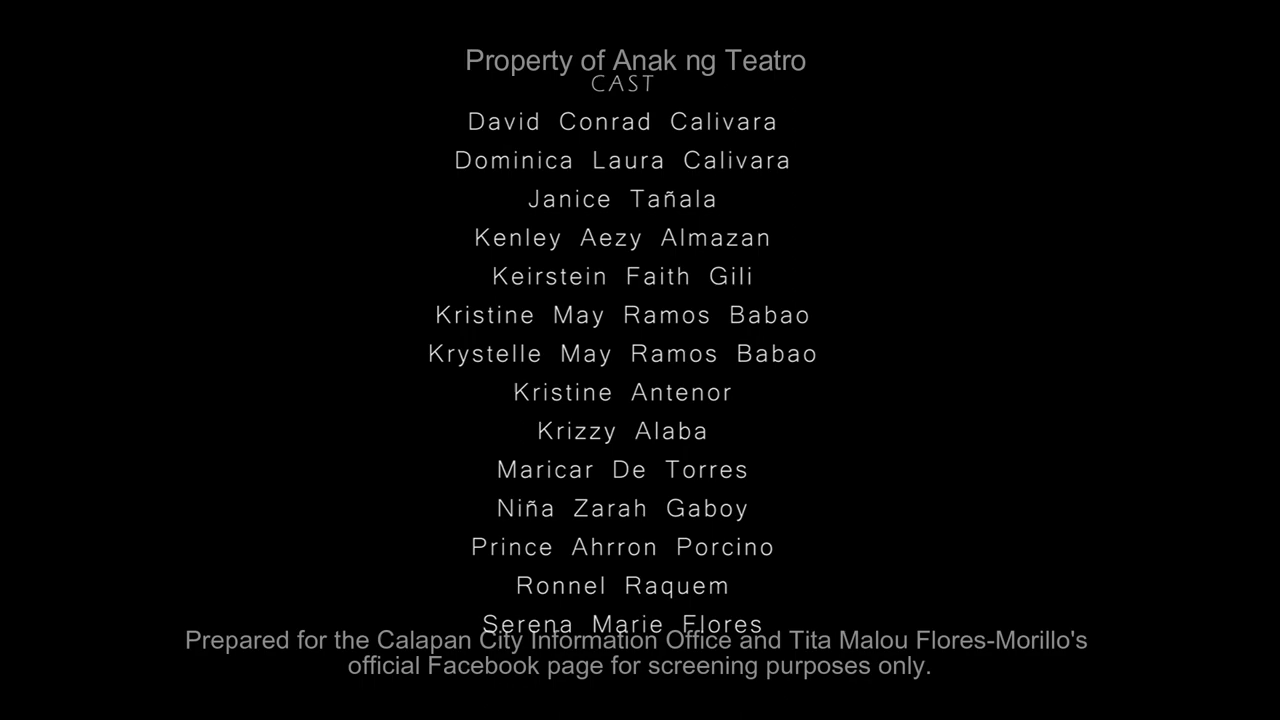 Property of Anak ng Teatro
CAST
David Conrad Calivara
Dominica Laura Calivara
Janice Tañala
Kenley Aezy Almazan
Keirstein Faith Gili
Kristine May Ramos Babao
Krystelle May Ramos Babao
Kristine Antenor
Krizzy Alaba
Maricar De Torres
Niña Zarah Gaboy
Prince Ahrron Porcino
Ronnel Raquem
Serena Marie Flores
Prepared for the Calapan City Information Office and Tita Malou Flores-Morillo's
official Facebook page for screening purposes only.